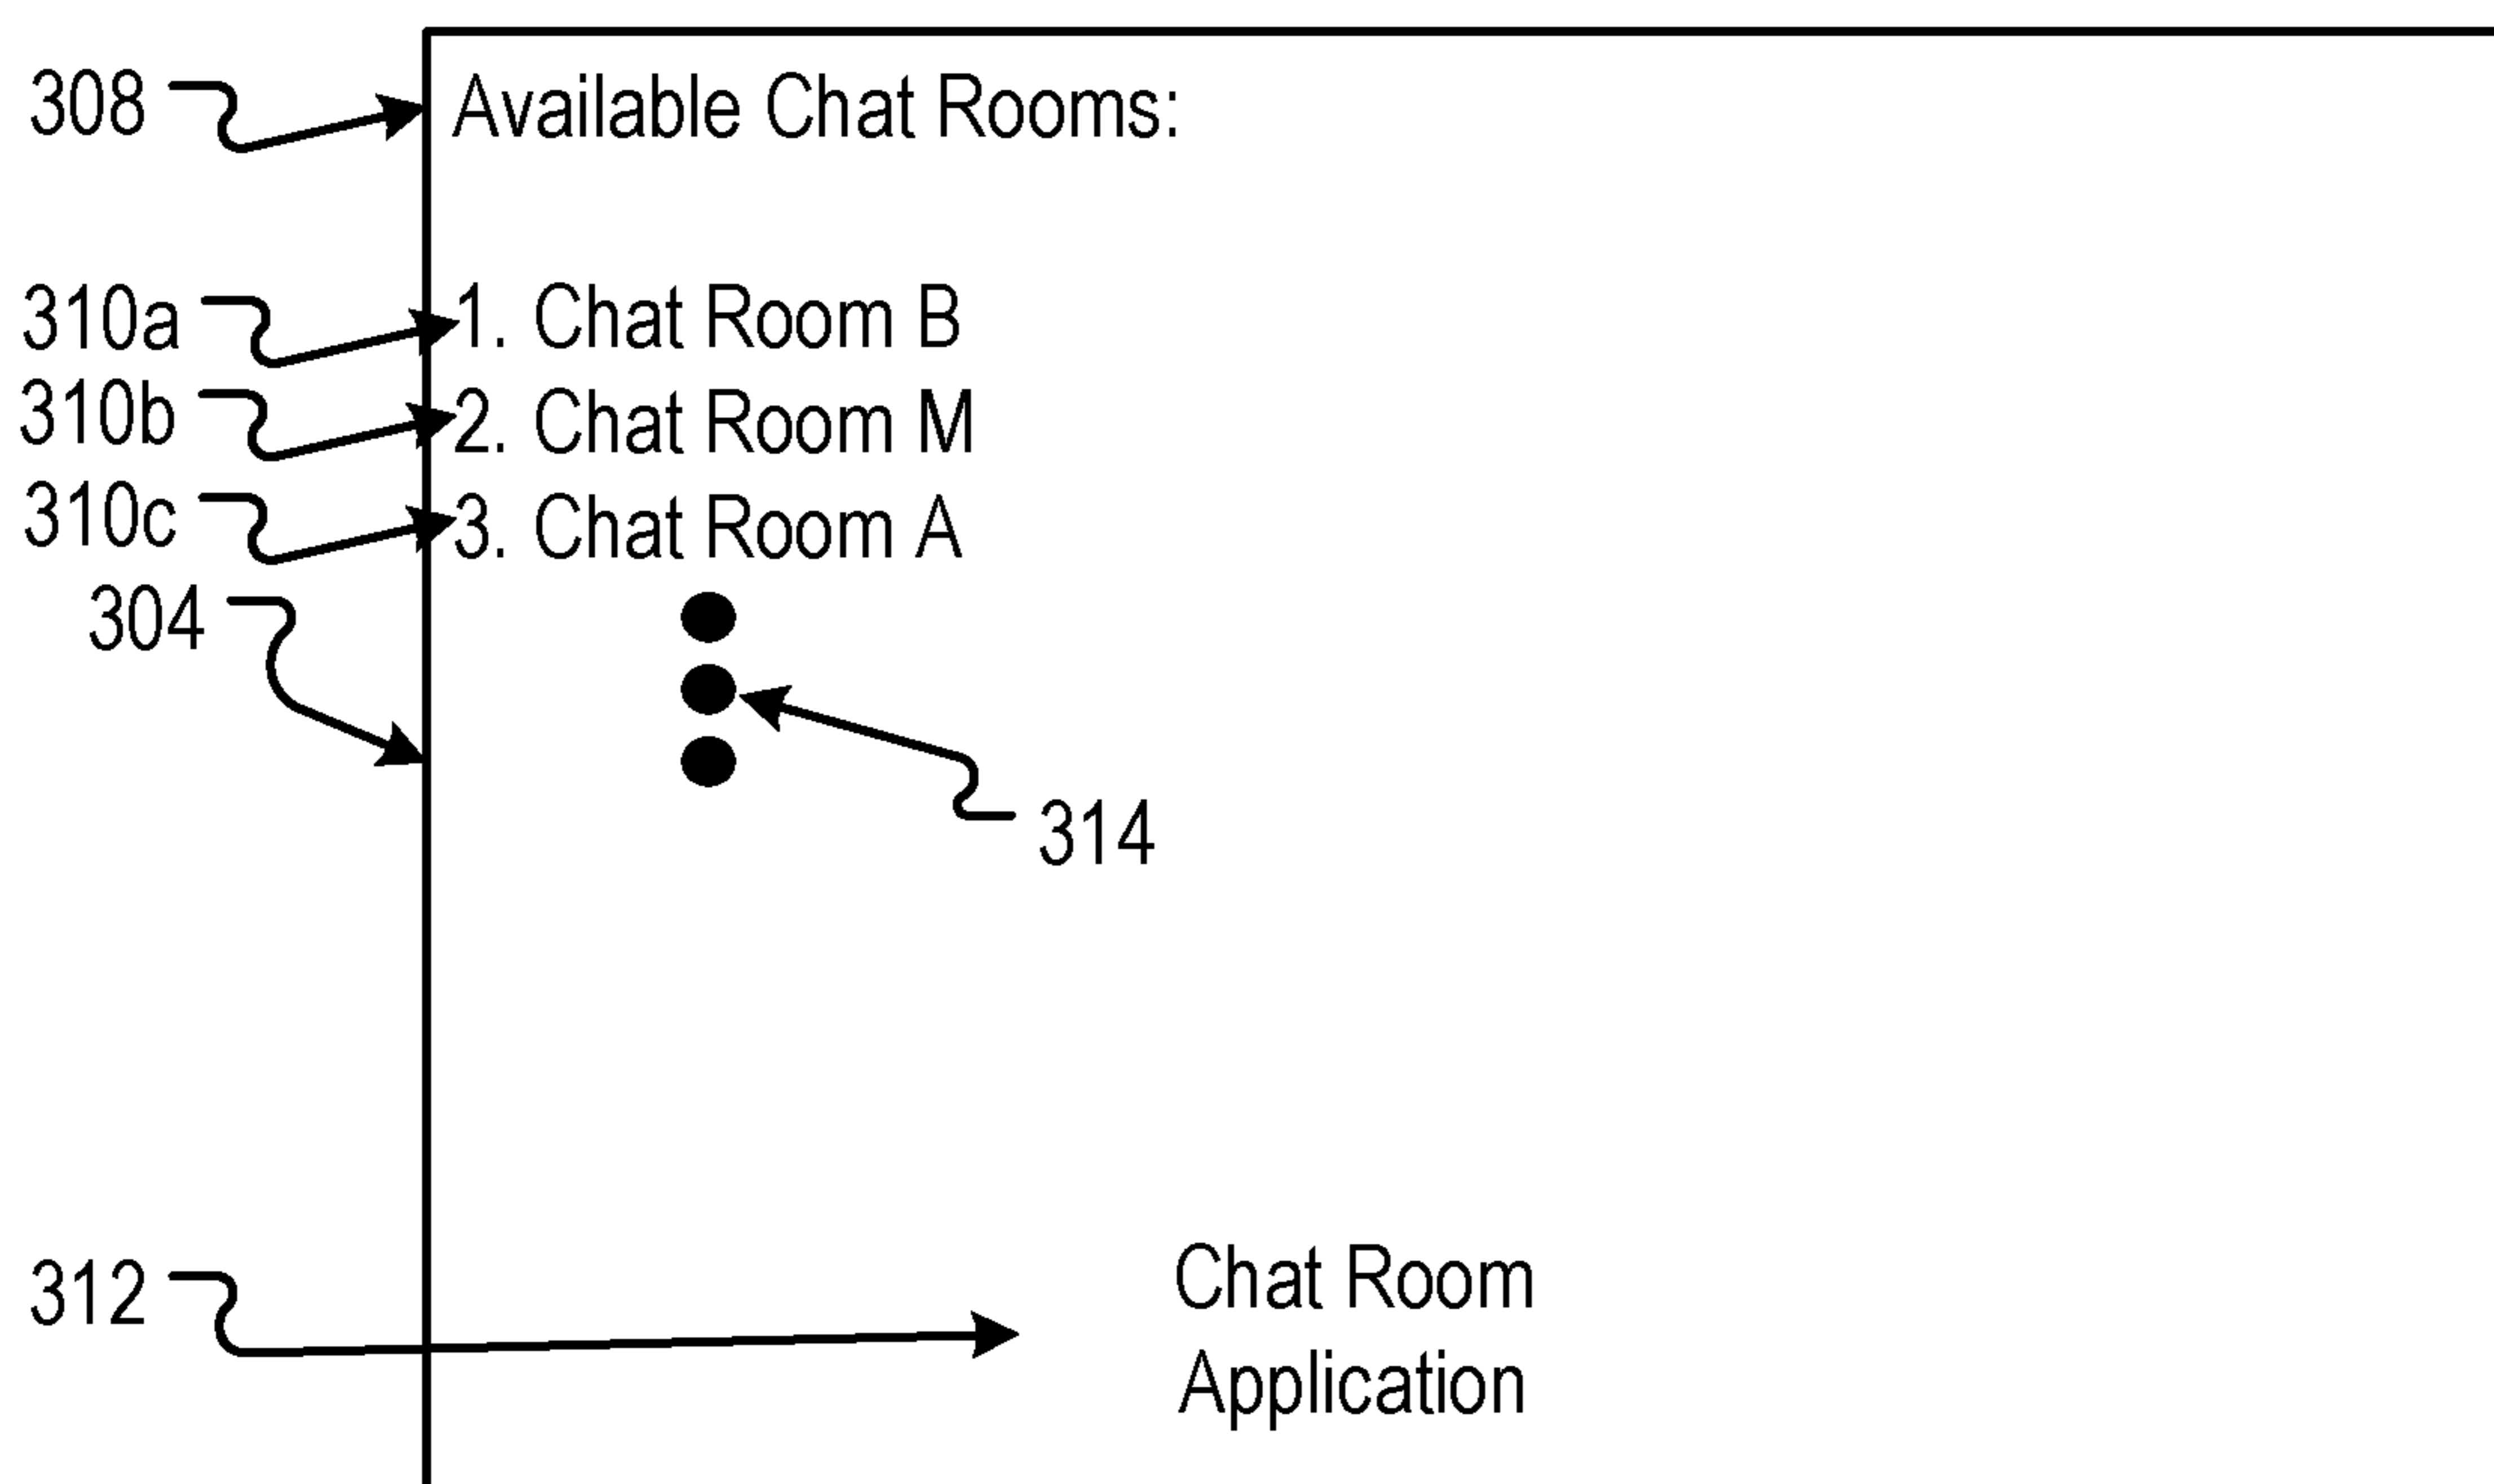 308 Available Chat Rooms:
310a 1. Chat Room B
310b 2. Chat Room M
310c 3. Chat Room A
304
314
312 Chat Room
Application